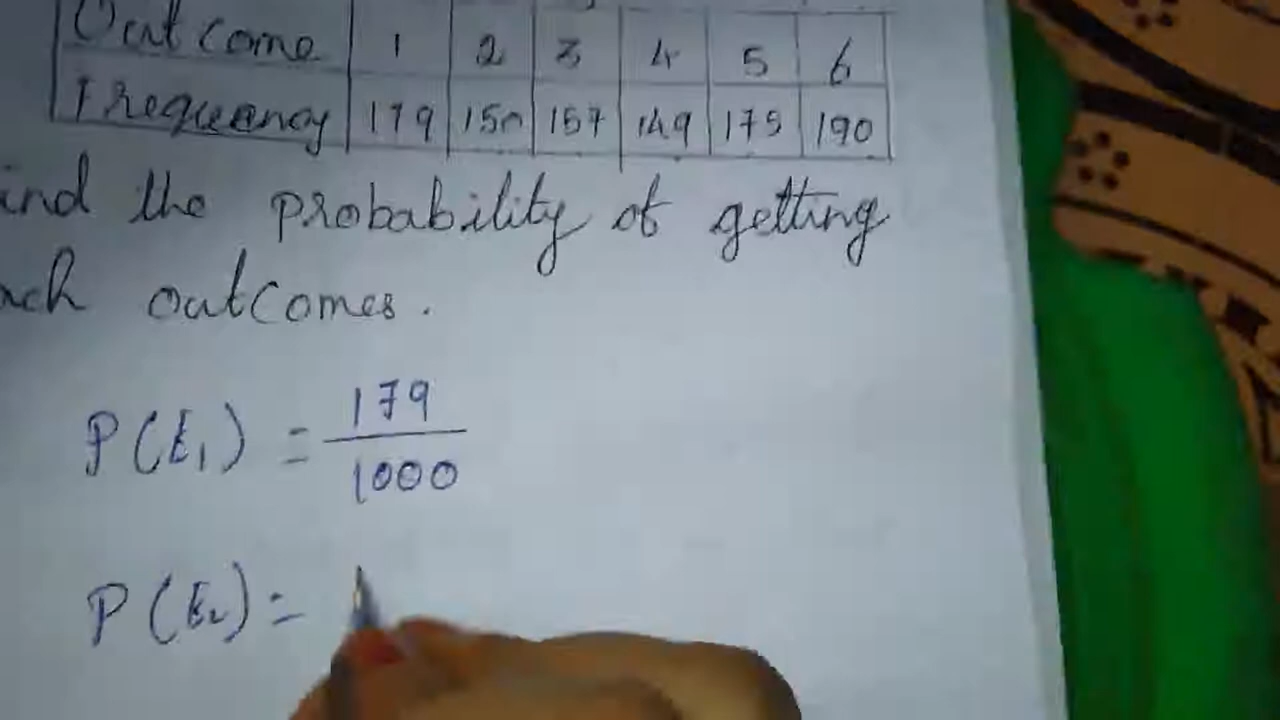 Outcome 1 2 3 4 5 6
Frequency 179 150 157 149 175 190
ind the probability of getting
ach outcomes.
P(E₁) = 179/1000
P(E₂) =